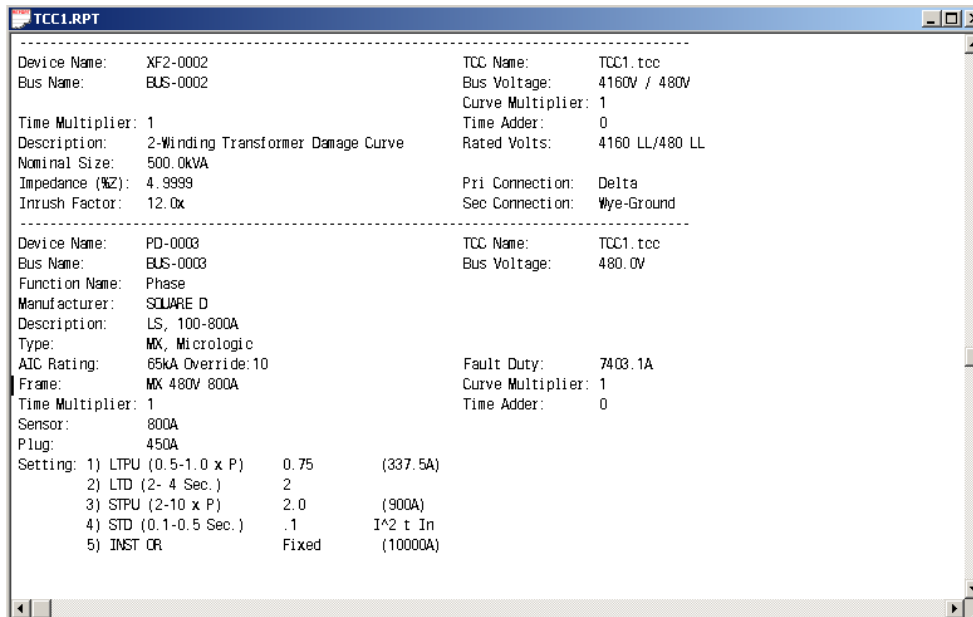 TCC1.RPT
--------------------------------------------------------------------------------
Device Name: XF2-0002 TCC Name: TCC1.tcc
Bus Name: BUS-0002 Bus Voltage: 4160V / 480V
Curve Multiplier: 1
Time Multiplier: 1 Time Adder: 0
Description: 2-Winding Transformer Damage Curve Rated Volts: 4160 LL/480 LL
Nominal Size: 500.0kVA
Impedance (%Z): 4.9999 Pri Connection: Delta
Inrush Factor: 12.0x Sec Connection: Wye-Ground
--------------------------------------------------------------------------------
Device Name: PD-0003 TCC Name: TCC1.tcc
Bus Name: BUS-0003 Bus Voltage: 480.0V
Function Name: Phase
Manufacturer: SQUARE D
Description: LS, 100-800A
Type: MX, Micrologic
AIC Rating: 65kA Override:10 Fault Duty: 7403.1A
Frame: MX 480V 800A Curve Multiplier: 1
Time Multiplier: 1 Time Adder: 0
Sensor: 800A
Plug: 450A
Setting: 1) LTPU (0.5-1.0 x P) 0.75 (337.5A)
2) LTD (2- 4 Sec.) 2
3) STPU (2-10 x P) 2.0 (900A)
4) STD (0.1-0.5 Sec.) .1 I^2 t In
5) INST OR Fixed (10000A)